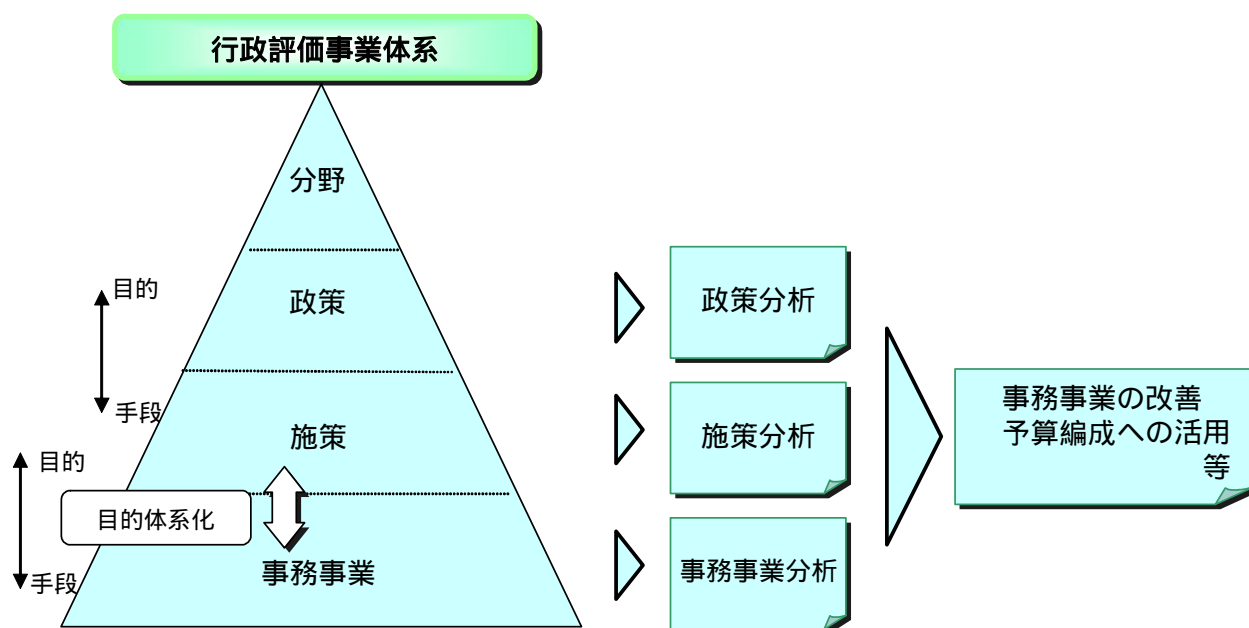 行政評価事業体系
分野
政策
施策
事務事業
目的
手段
目的
手段
目的体系化
政策分析
施策分析
事務事業分析
事務事業の改善
予算編成への活用
等